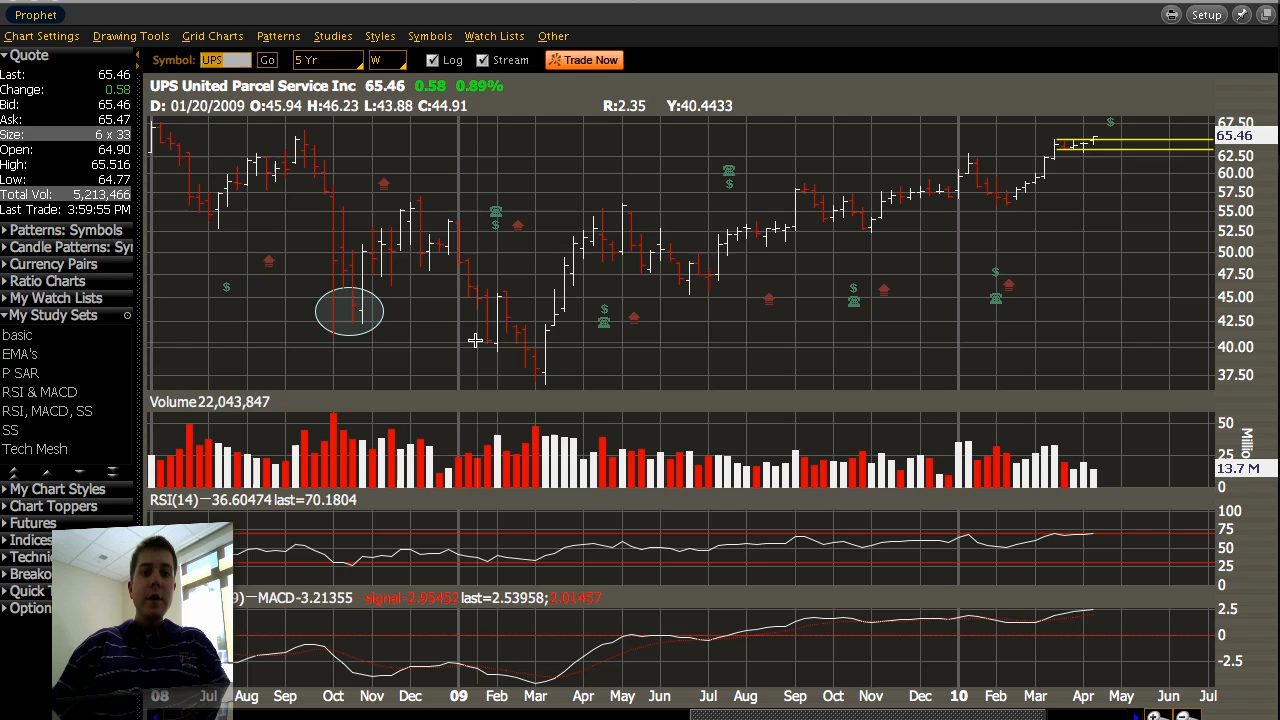 Prophet
Setup
Chart Settings Drawing Tools Grid Charts Patterns Studies Styles Symbols Watch Lists Other
Quote
Symbol: UPS Go 5 Yr W Log Stream Trade Now
Last: 65.46
Change: 0.58
Bid: 65.46
Ask: 65.47
Size: 6 x 33
Open: 64.90
High: 65.516
Low: 64.77
Total Vol: 5,213,466
Last Trade: 3:59:55 PM
Patterns: Symbols
Candle Patterns: Syr
Currency Pairs
Ratio Charts
My Watch Lists
My Study Sets
basic
EMA's
P SAR
RSI & MACD
RSI, MACD, SS
SS
Tech Mesh
My Chart Styles
Chart Toppers
Futures
Indices
Techni
Breako
Quick T
Option
UPS United Parcel Service Inc 65.46 0.58 0.89%
D: 01/20/2009 O:45.94 H:46.23 L:43.88 C:44.91 R:2.35 Y:40.4433
67.50
65.46
62.50
60.00
57.50
55.00
52.50
50.00
47.50
45.00
42.50
40.00
37.50
Volume 22,043,847
50
25
13.7 M
0
Millio
RSI(14)—36.60474 last=70.1804
100
75
50
25
0
9)—MACD-3.21355 signal-2.95452 last=2.53958; 2.01457
2.5
0
-2.5
08 Jul Aug Sep Oct Nov Dec 09 Feb Mar Apr May Jun Jul Aug Sep Oct Nov 10 Feb Mar Apr May Jun Jul